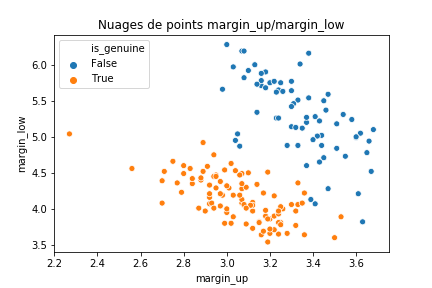 Nuages de points margin_up/margin_low
is_genuine
False
True
margin_low
6.0
5.5
5.0
4.5
4.0
3.5
2.2 2.4 2.6 2.8 3.0 3.2 3.4 3.6
margin_up